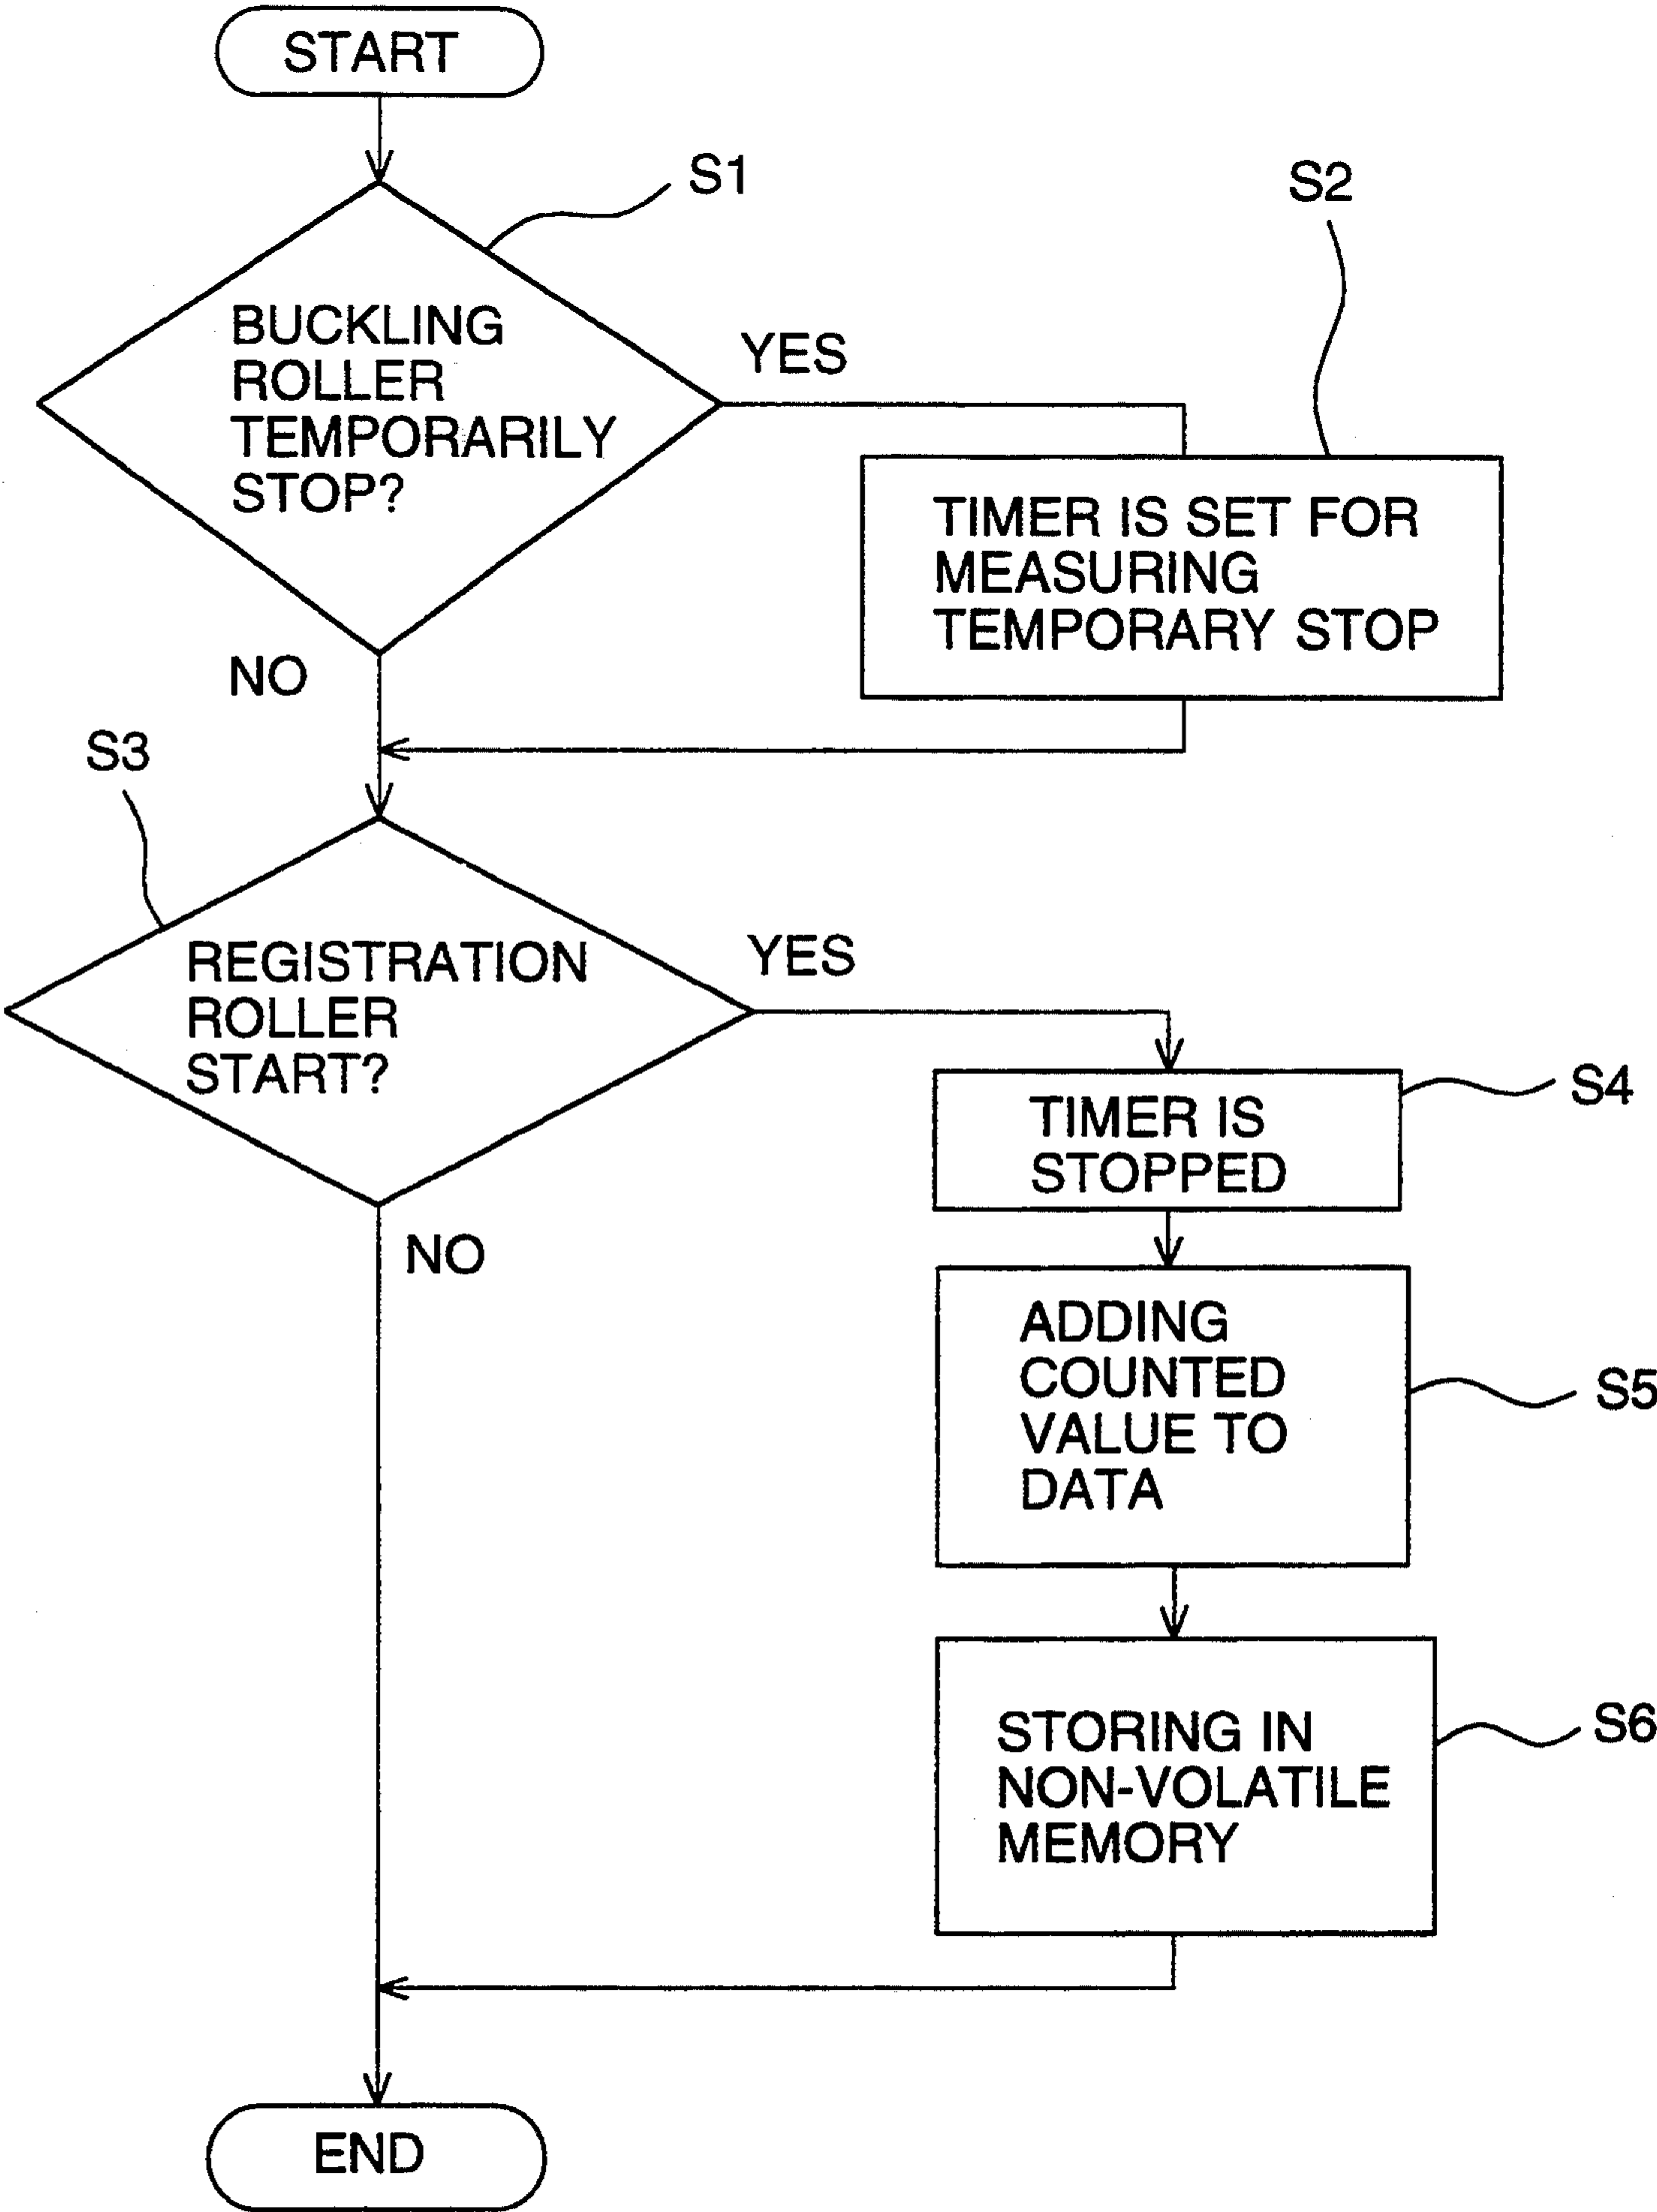 START
S1
S2
BUCKLING
ROLLER
TEMPORARILY
STOP?
YES
TIMER IS SET FOR
MEASURING
TEMPORARY STOP
NO
S3
REGISTRATION
ROLLER
START?
YES
S4
TIMER IS
STOPPED
NO
ADDING
COUNTED
VALUE TO
DATA
S5
STORING IN
NON-VOLATILE
MEMORY
S6
END